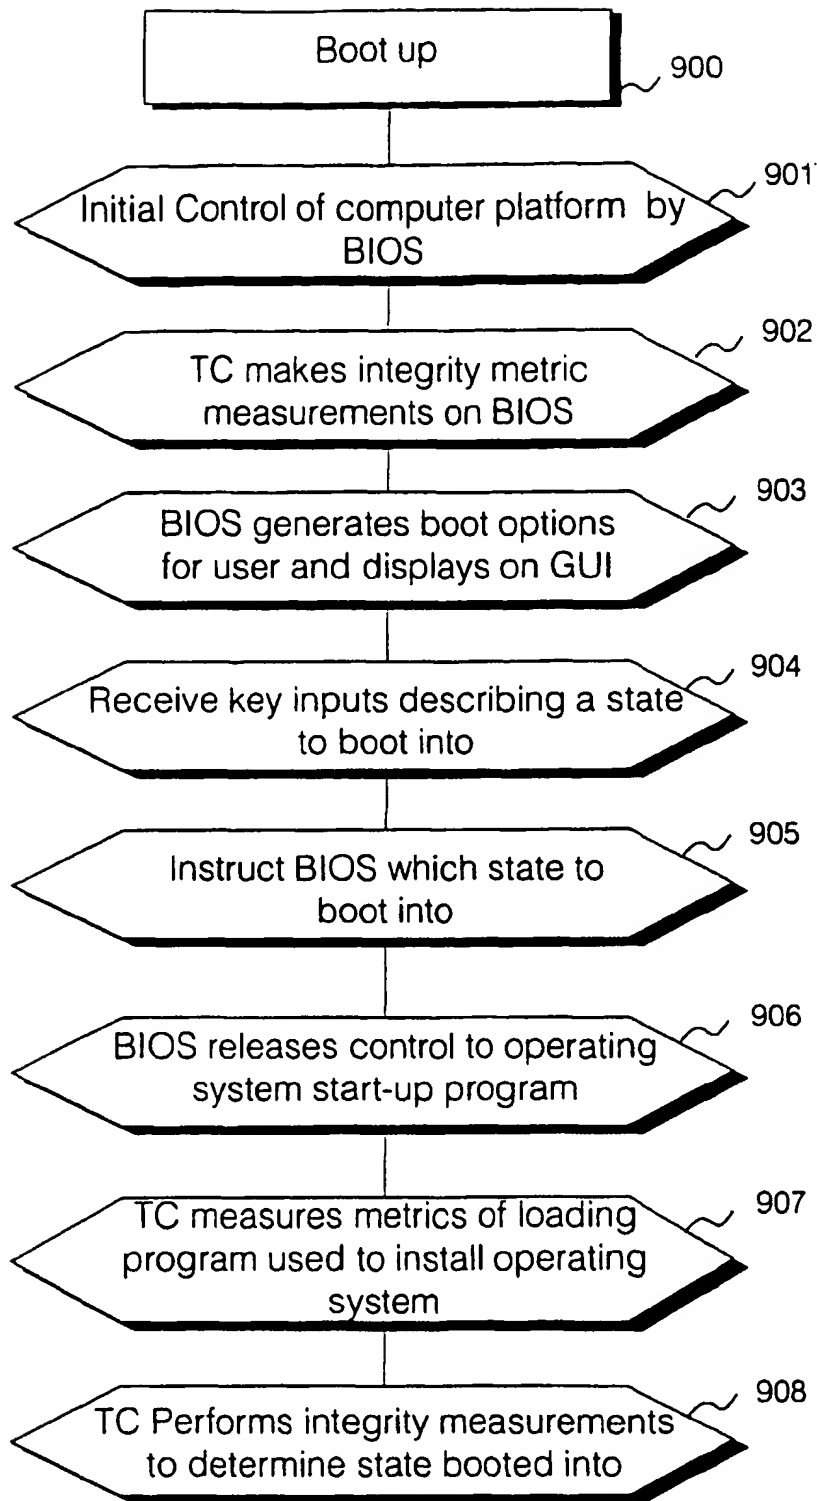 Boot up
900
901
Initial Control of computer platform by
BIOS
902
TC makes integrity metric
measurements on BIOS
903
BIOS generates boot options
for user and displays on GUI
904
Receive key inputs describing a state
to boot into
905
Instruct BIOS which state to
boot into
906
BIOS releases control to operating
system start-up program
907
TC measures metrics of loading
program used to install operating
system
908
TC Performs integrity measurements
to determine state booted into